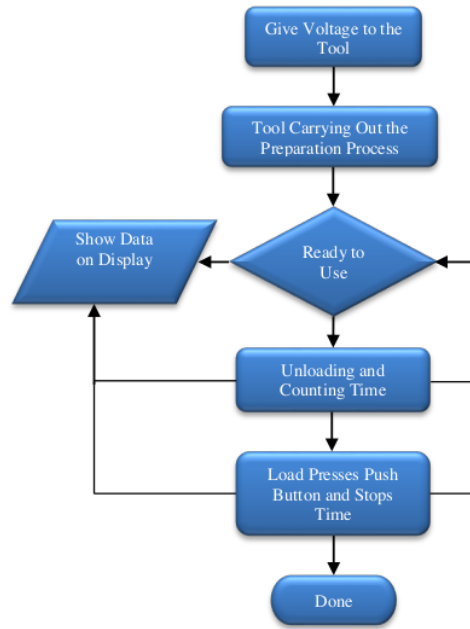 Give Voltage to the
Tool
Tool Carrying Out the
Preparation Process
Show Data
on Display
Ready to
Use
Unloading and
Counting Time
Load Presses Push
Button and Stops
Time
Done